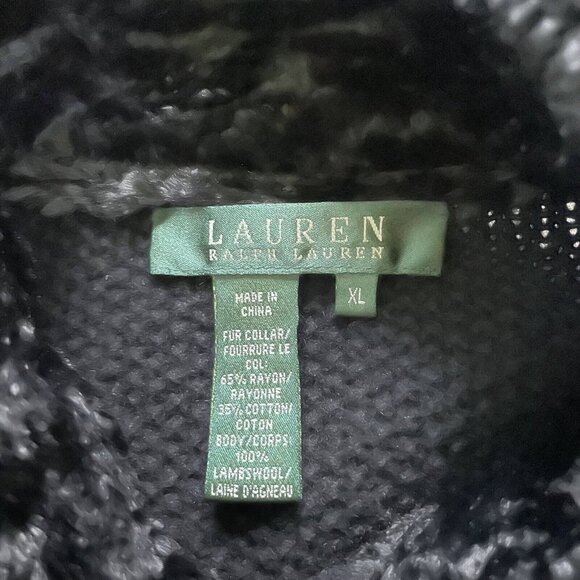 LAUREN
RALPH LAUREN
XL
MADE IN
CHINA
FUR COLLAR/
FOURRURE LE
COL:
65% RAYON/
RAYONNE
35% COTTON/
COTON
BODY/CORPS:
100%
LAMBSWOOL/
LAINE D'AGNEAU